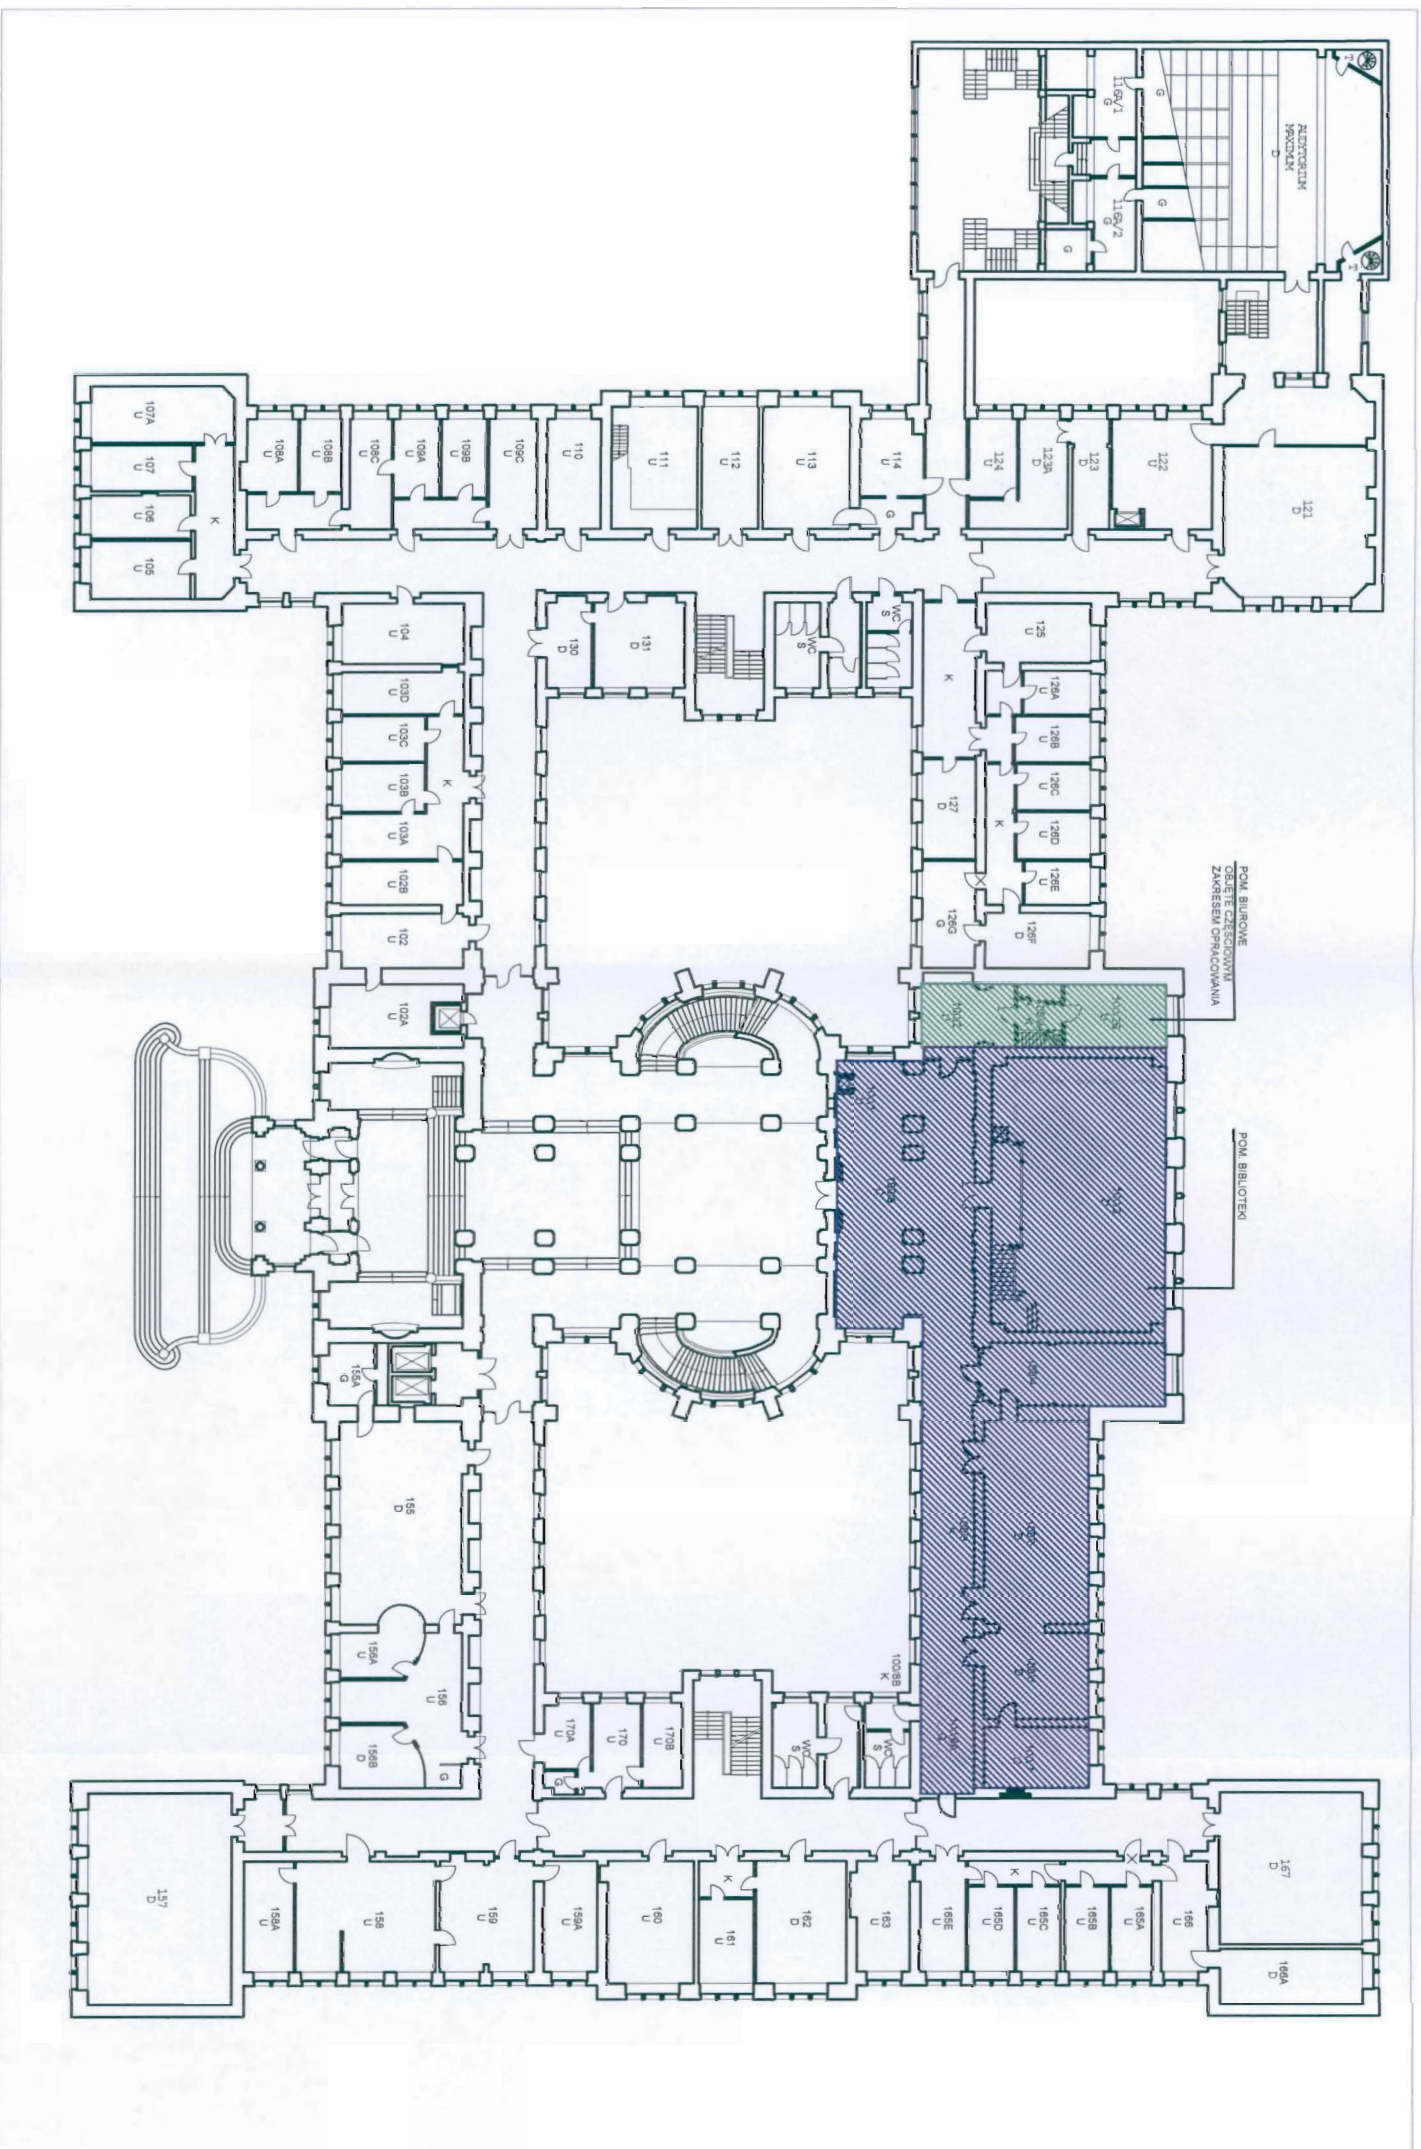 AUDYTORIUM
MAXIMUM
D
T
T
G
G
116A/1
G
116A/2
G
G
107A
U
107
U
106
U
105
U
K
108A
U
108B
U
108C
U
109A
U
109B
U
109C
U
110
U
111
U
112
U
113
U
114
U
G
124
U
123A
D
123
D
122
U
121
D
104
U
103D
U
103C
U
103B
U
103A
U
K
102B
U
102
U
102A
U
130
D
131
D
WC
S
WC
S
K
125
U
126A
U
126B
U
126C
U
126D
U
126E
U
126F
D
126G
G
127
D
K
POM. BIUROWE
OBJĘTE CZĘŚCIOWYM
ZAKRESEM OPRACOWANIA
POM. BIBLIOTEKI
155A
G
155
D
156A
U
156
U
156B
D
G
170A
U
170
U
170B
U
G
WC
S
WC
S
100/8B
K
157
D
158A
U
158
U
159
U
159A
U
160
U
K
161
U
162
D
163
U
165E
U
K
165D
U
165C
U
165B
U
165A
U
166
U
167
D
166A
D